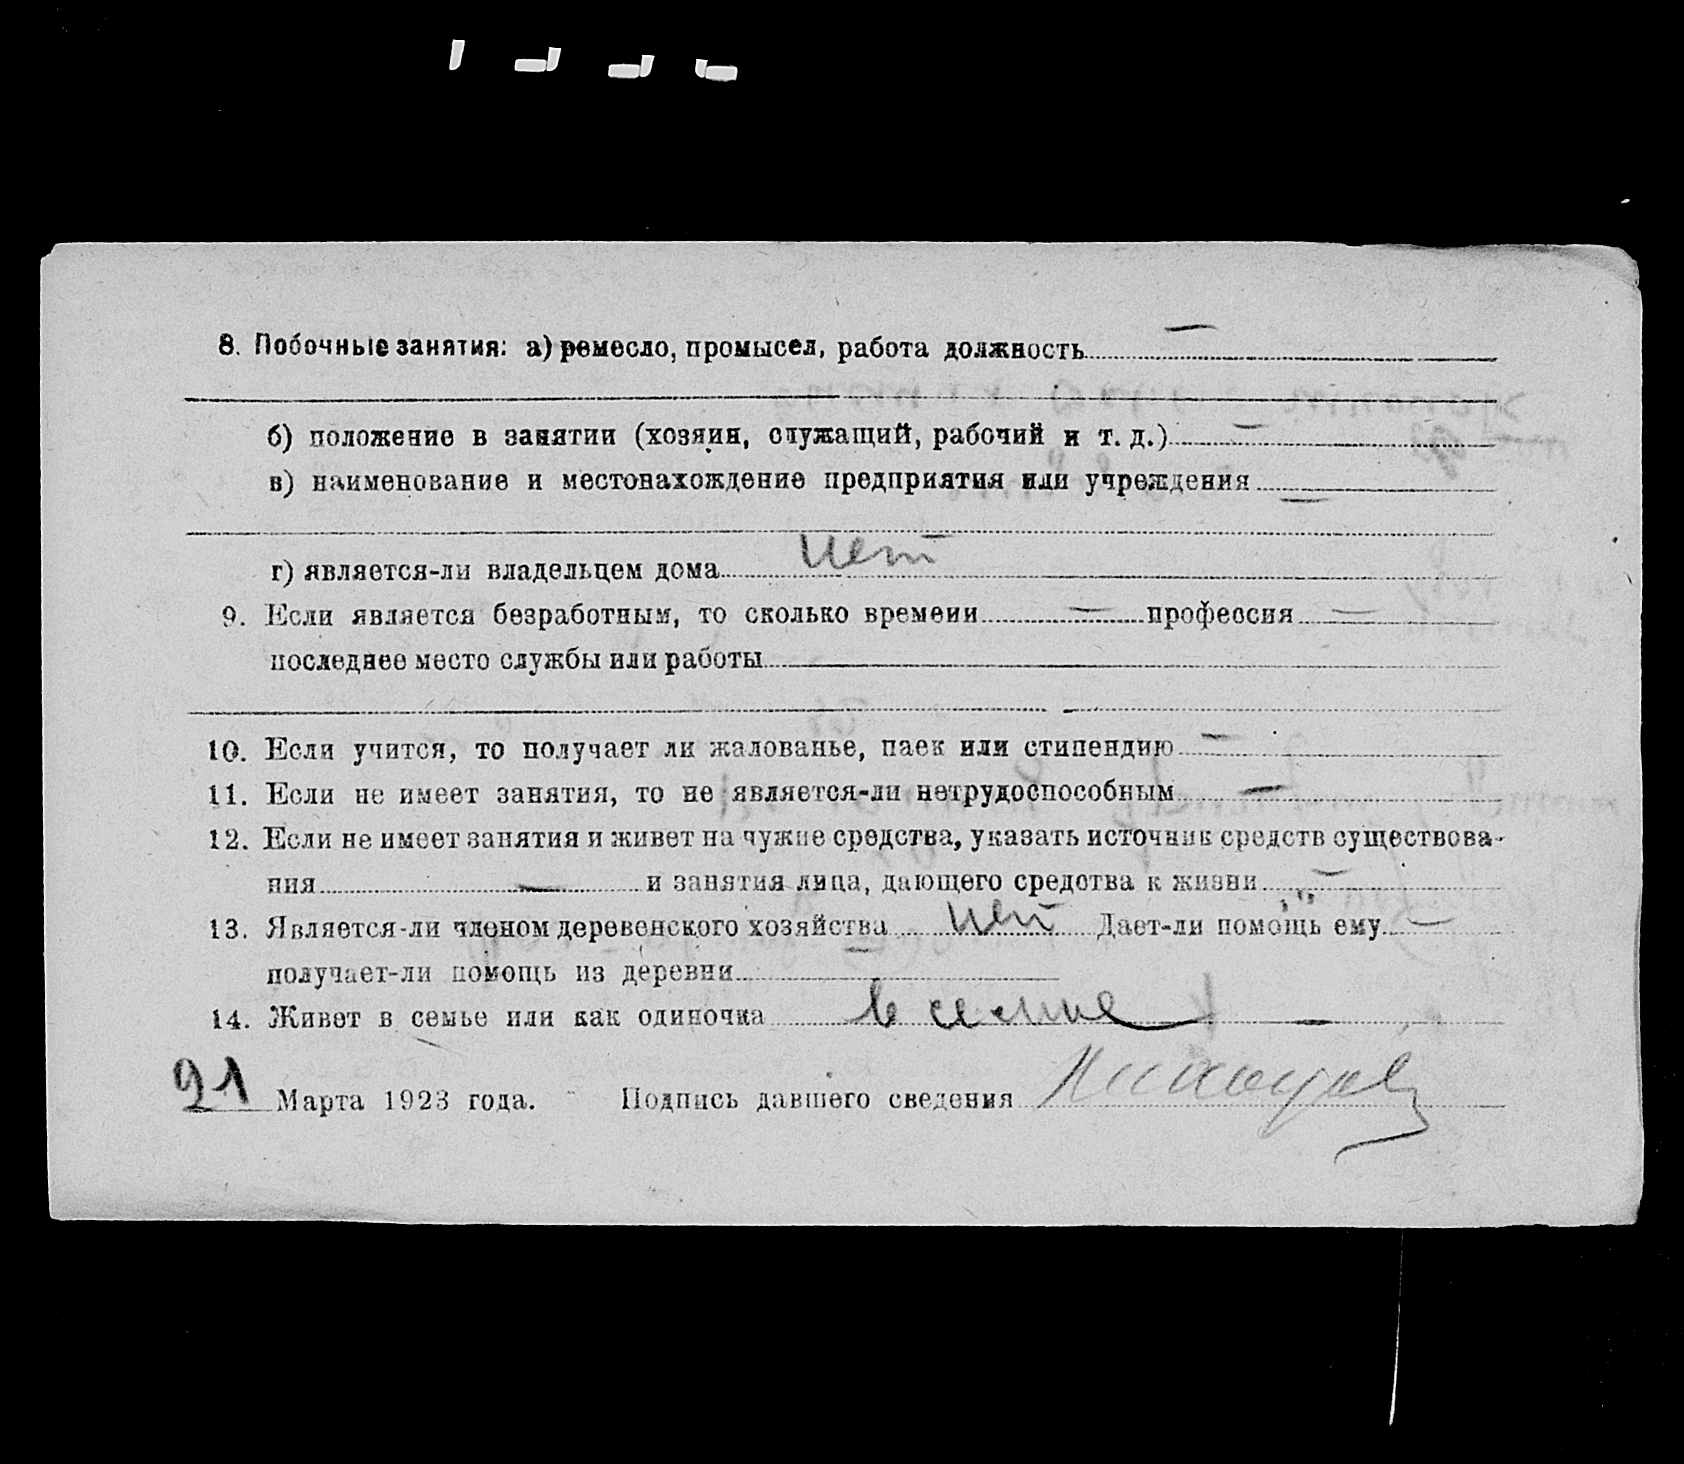 8. Побочные занятия: а) ремесло, промысел, работа должность —
б) положение в занятии (хозяин, служащий, рабочий и т. д.) —
в) наименование и местонахождение предприятия или учреждения —
г) является-ли владельцем дома нет
9. Если является безработным, то сколько времени — профессия —
последнее место службы или работы
10. Если учится, то получает ли жалованье, паек или стипендию —
11. Если не имеет занятия, то не является-ли нетрудоспособным —
12. Если не имеет занятия и живет на чужие средства, указать источник средств существова-
ния — и занятия лица, дающего средства к жизни —
13. Является-ли членом деревенского хозяйства нет Дает-ли помощь ему —
получает-ли помощь из деревни —
14. Живет в семье или как одиночка в семье —
21 Марта 1923 года. Подпись давшего сведения